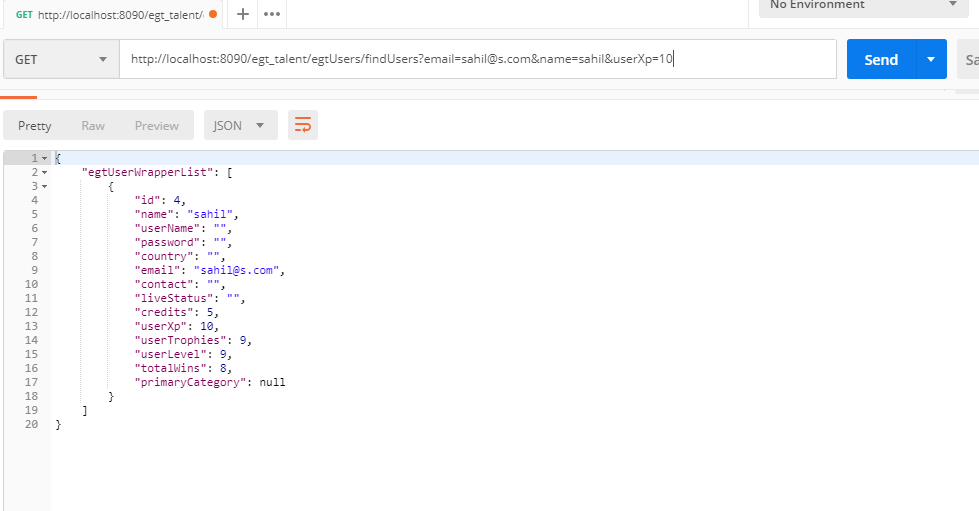 No Environment
GET http://localhost:8090/egt_talent/
GET http://localhost:8090/egt_talent/egtUsers/findUsers?email=sahil@s.com&name=sahil&userXp=10 Send Sa
Pretty Raw Preview JSON
1 {
2 "egtUserWrapperList": [
3 {
4 "id": 4,
5 "name": "sahil",
6 "userName": "",
7 "password": "",
8 "country": "",
9 "email": "sahil@s.com",
10 "contact": "",
11 "liveStatus": "",
12 "credits": 5,
13 "userXp": 10,
14 "userTrophies": 9,
15 "userLevel": 9,
16 "totalWins": 8,
17 "primaryCategory": null
18 }
19 ]
20 }